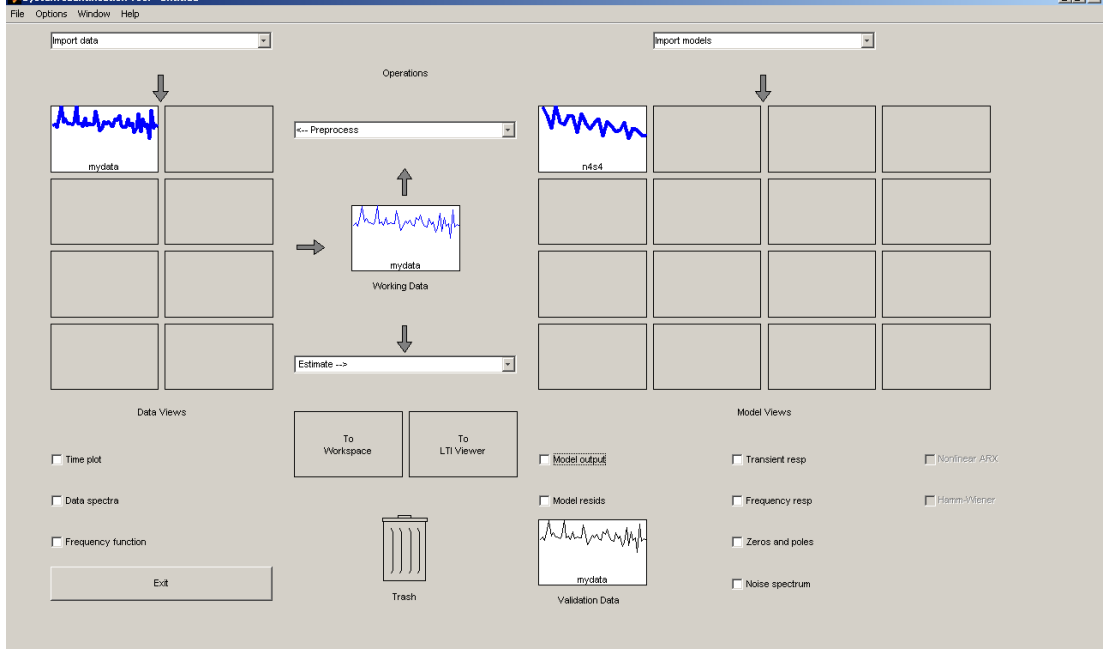 File Options Window Help
Import data
Import models
Operations
<-- Preprocess
mydata
n4s4
mydata
Working Data
Estimate -->
Data Views
Model Views
To
Workspace
To
LTI Viewer
Time plot
Model output
Transient resp
Nonlinear ARX
Data spectra
Model resids
Frequency resp
Hamm-Wiener
Frequency function
Zeros and poles
Exit
mydata
Noise spectrum
Trash
Validation Data